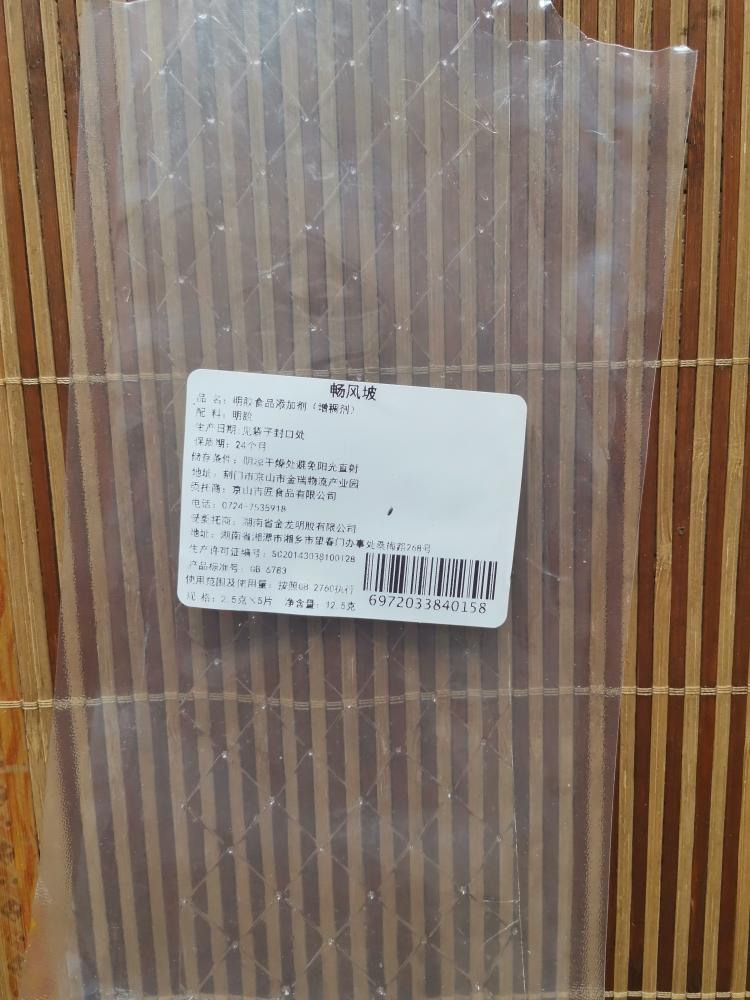 畅风坡
品 名：明胶食品添加剂（增稠剂）
配 料：明胶
生产日期：见袋子封口处
保质期：24个月
储存条件：阴凉干燥处避免阳光直射
地址：荆门市京山市金瑞物流产业园
委托商：京山吉匠食品有限公司
电话：0724-7535918
受委托商：湖南省金龙明胶有限公司
地址：湖南省湘潭市湘乡市望春门办事处桑梅路268号
生产许可证编号：SC20143038100128
产品标准号：GB 6783
使用范围及使用量：按照GB 2760执行
规 格：2.5克×5片 净含量：12.5克
6972033840158